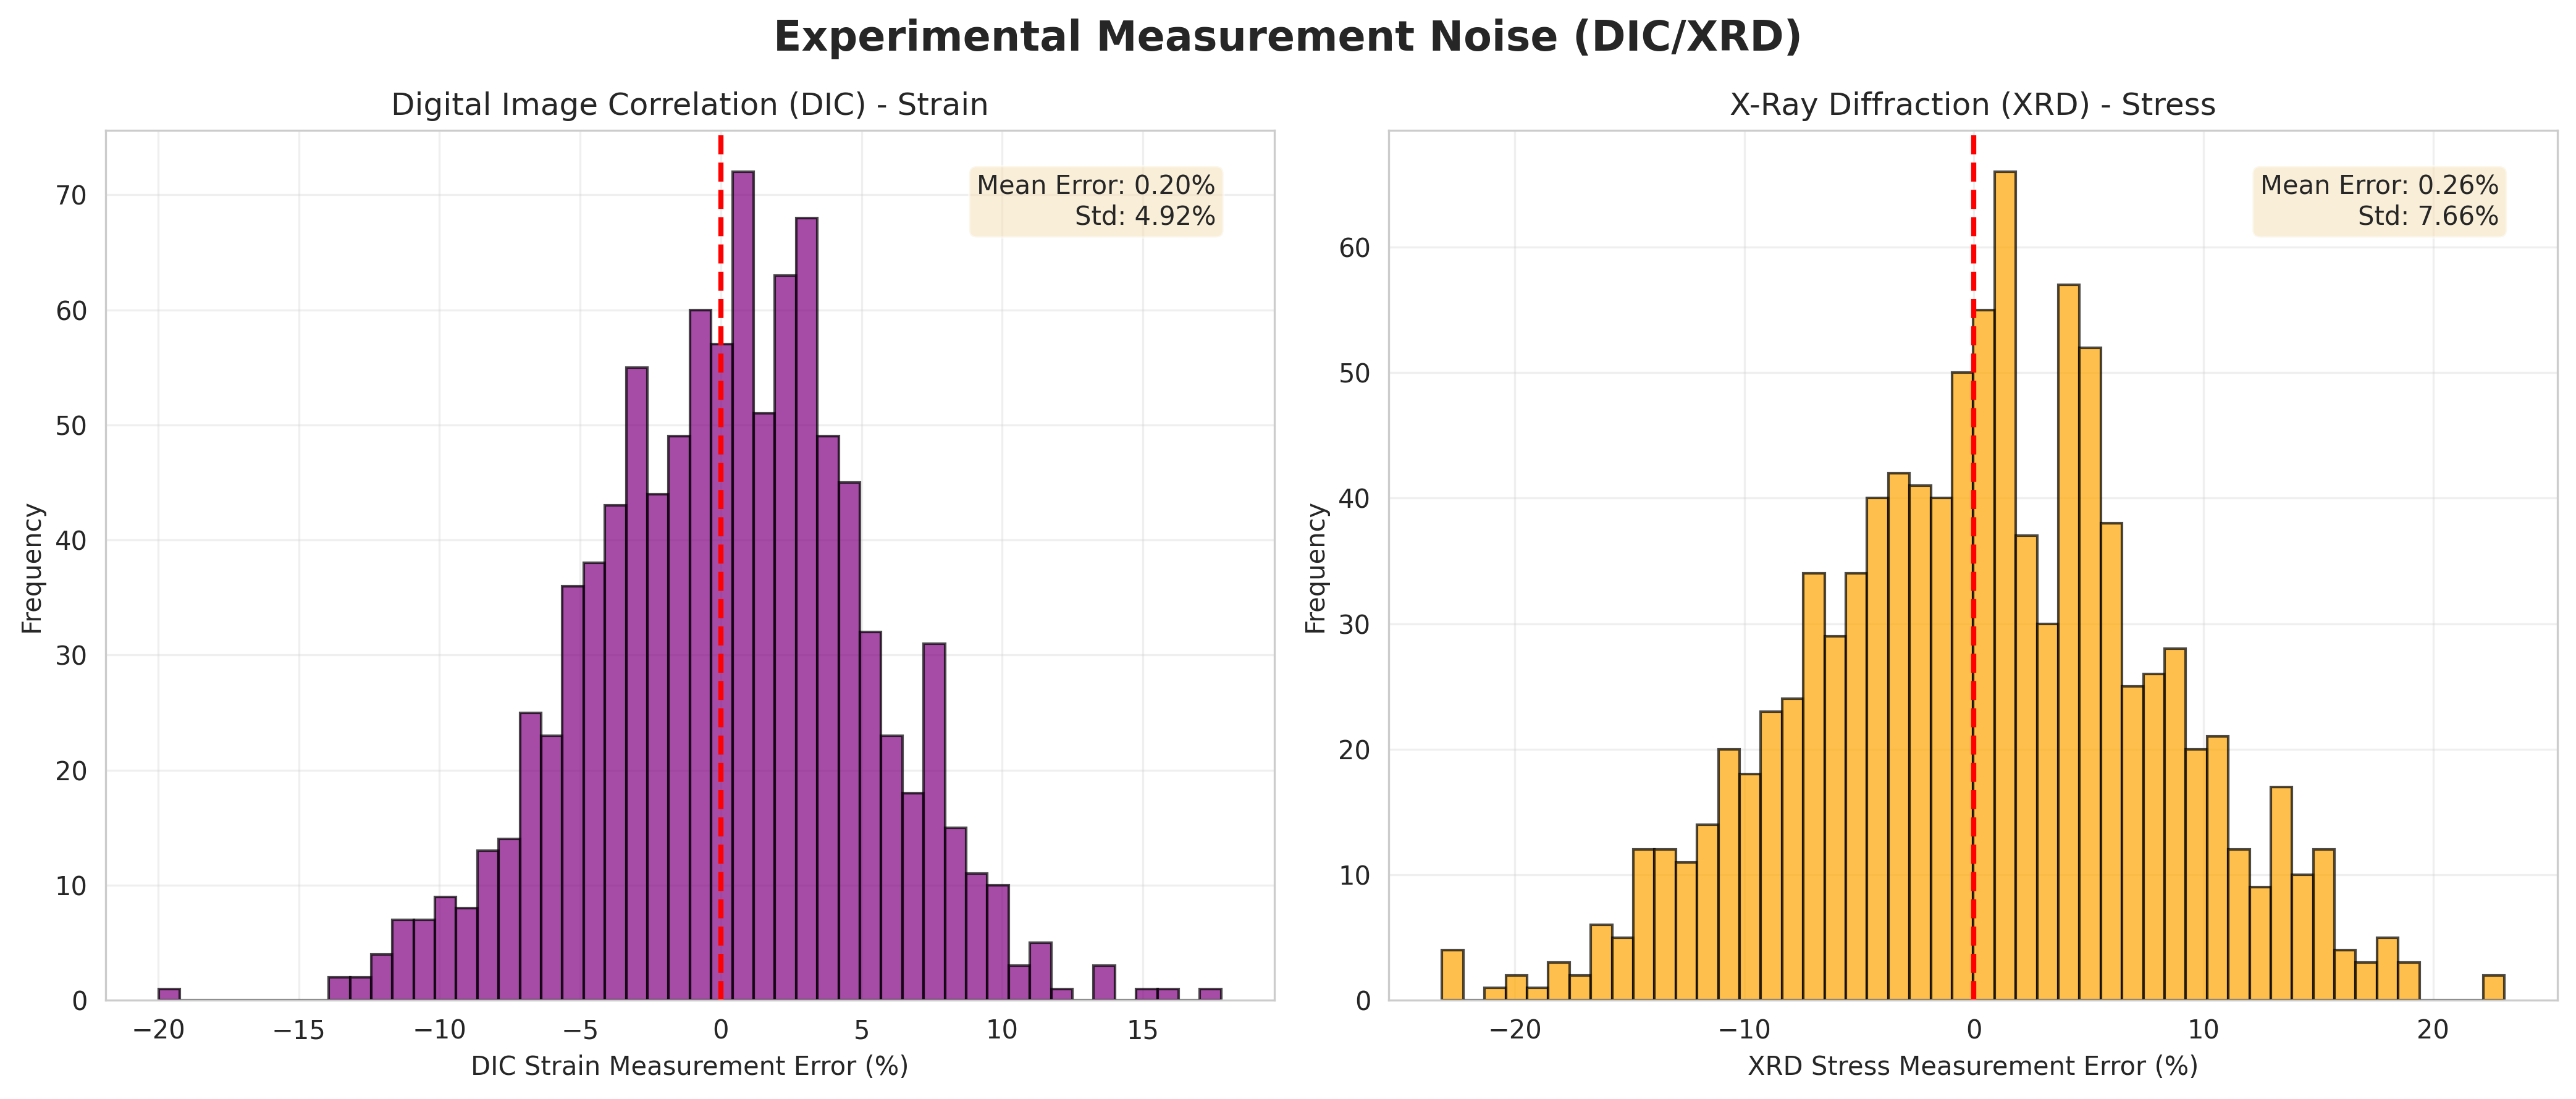 Experimental Measurement Noise (DIC/XRD)
Digital Image Correlation (DIC) - Strain
Mean Error: 0.20%
Std: 4.92%
Frequency
70
60
50
40
30
20
10
0
−20 −15 −10 −5 0 5 10 15
DIC Strain Measurement Error (%)
X-Ray Diffraction (XRD) - Stress
Mean Error: 0.26%
Std: 7.66%
Frequency
60
50
40
30
20
10
0
−20 −10 0 10 20
XRD Stress Measurement Error (%)